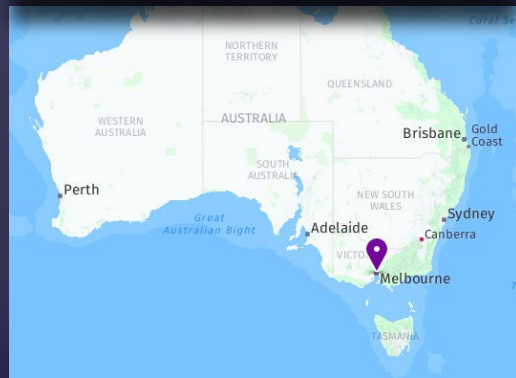 Coral Se
NORTHERN
TERRITORY
QUEENSLAND
WESTERN
AUSTRALIA
AUSTRALIA
Brisbane
Gold
Coast
SOUTH
AUSTRALIA
Perth
NEW SOUTH
WALES
Great
Australian Bight
Adelaide
Sydney
Canberra
VICTO
Melbourne
TASMANIA
T